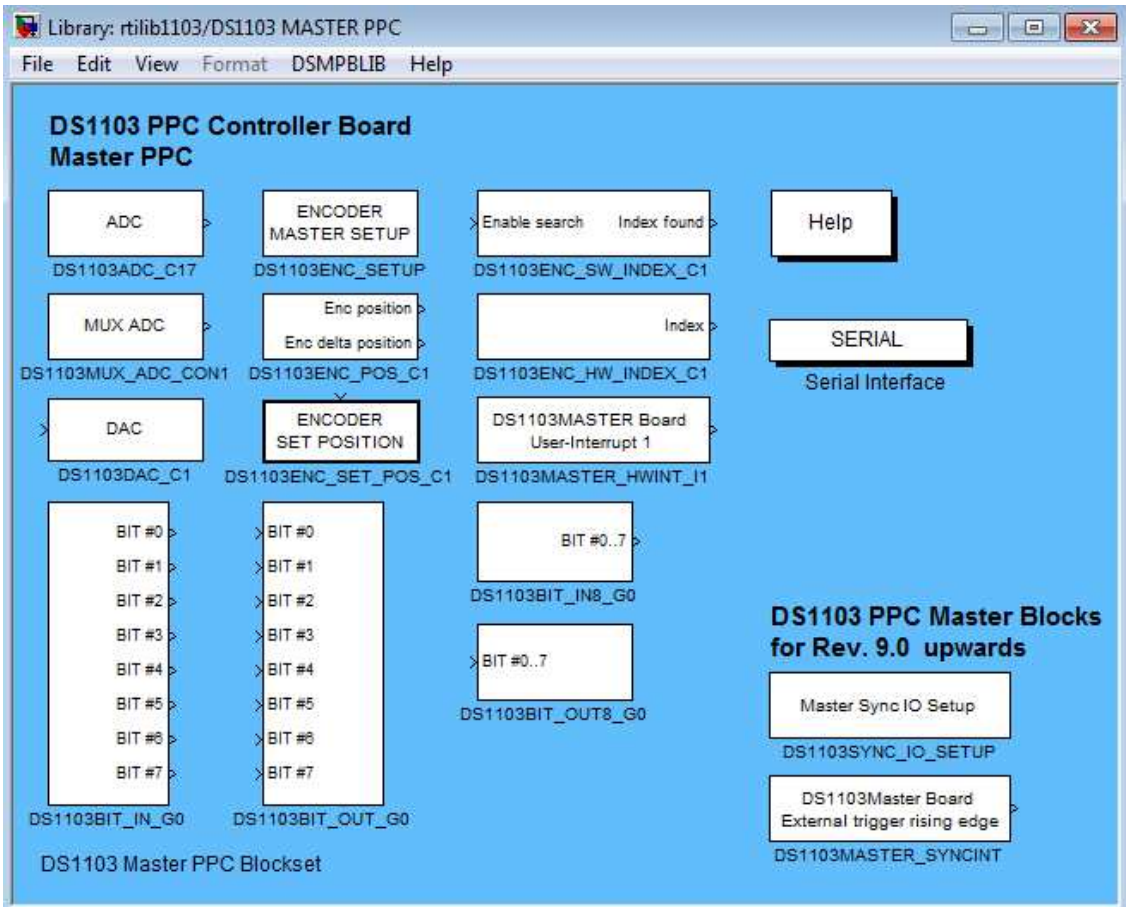 Library: rtilib1103/DS1103 MASTER PPC
File Edit View Format DSMPBLIB Help
DS1103 PPC Controller Board
Master PPC
ADC
DS1103ADC_C17
ENCODER
MASTER SETUP
DS1103ENC_SETUP
Enable search Index found
DS1103ENC_SW_INDEX_C1
Help
MUX ADC
DS1103MUX_ADC_CON1
Enc position
Enc delta position
DS1103ENC_POS_C1
Index
DS1103ENC_HW_INDEX_C1
SERIAL
Serial Interface
DAC
DS1103DAC_C1
ENCODER
SET POSITION
DS1103ENC_SET_POS_C1
DS1103MASTER Board
User-Interrupt 1
DS1103MASTER_HWINT_I1
BIT #0
BIT #1
BIT #2
BIT #3
BIT #4
BIT #5
BIT #6
BIT #7
DS1103BIT_IN_G0
BIT #0
BIT #1
BIT #2
BIT #3
BIT #4
BIT #5
BIT #6
BIT #7
DS1103BIT_OUT_G0
BIT #0..7
DS1103BIT_IN8_G0
BIT #0..7
DS1103BIT_OUT8_G0
DS1103 PPC Master Blocks
for Rev. 9.0 upwards
Master Sync IO Setup
DS1103SYNC_IO_SETUP
DS1103Master Board
External trigger rising edge
DS1103MASTER_SYNCINT
DS1103 Master PPC Blockset